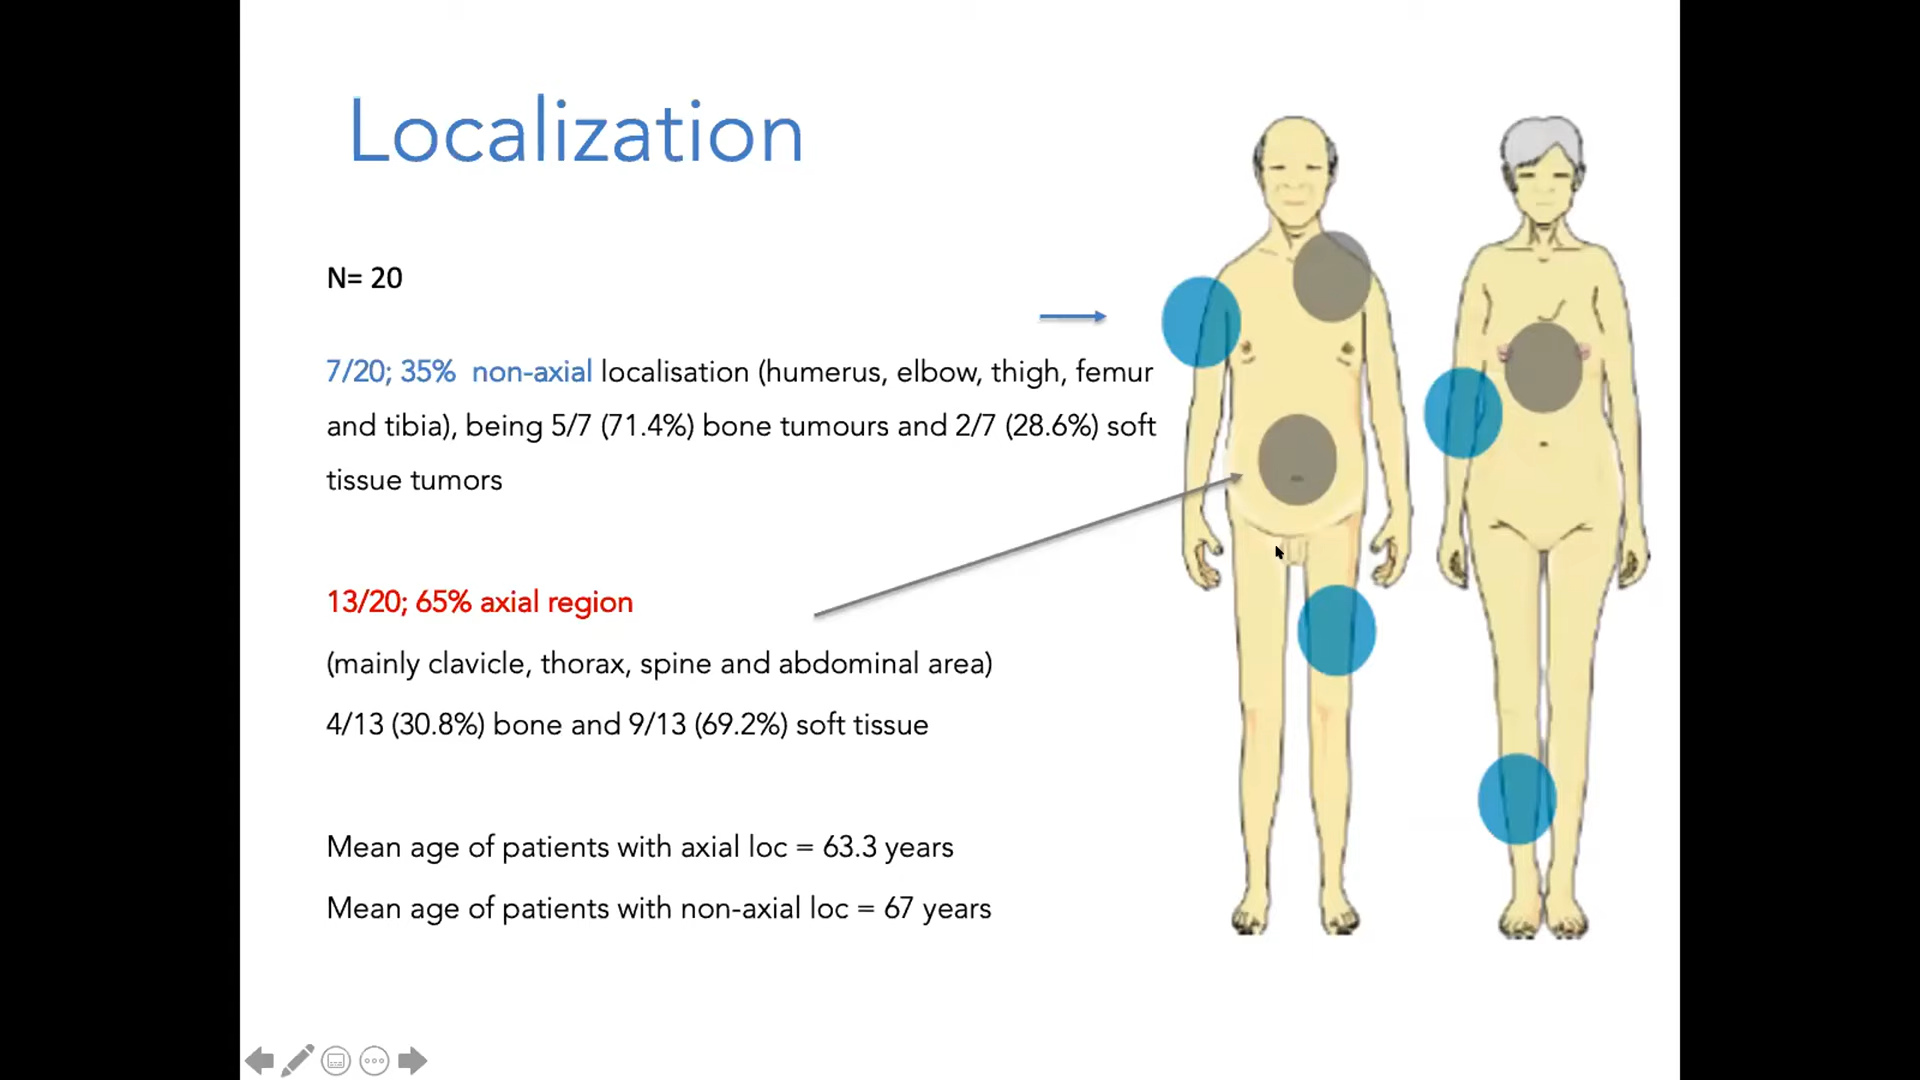 Localization
N= 20
7/20; 35% non-axial localisation (humerus, elbow, thigh, femur
and tibia), being 5/7 (71.4%) bone tumours and 2/7 (28.6%) soft
tissue tumors
13/20; 65% axial region
(mainly clavicle, thorax, spine and abdominal area)
4/13 (30.8%) bone and 9/13 (69.2%) soft tissue
Mean age of patients with axial loc = 63.3 years
Mean age of patients with non-axial loc = 67 years